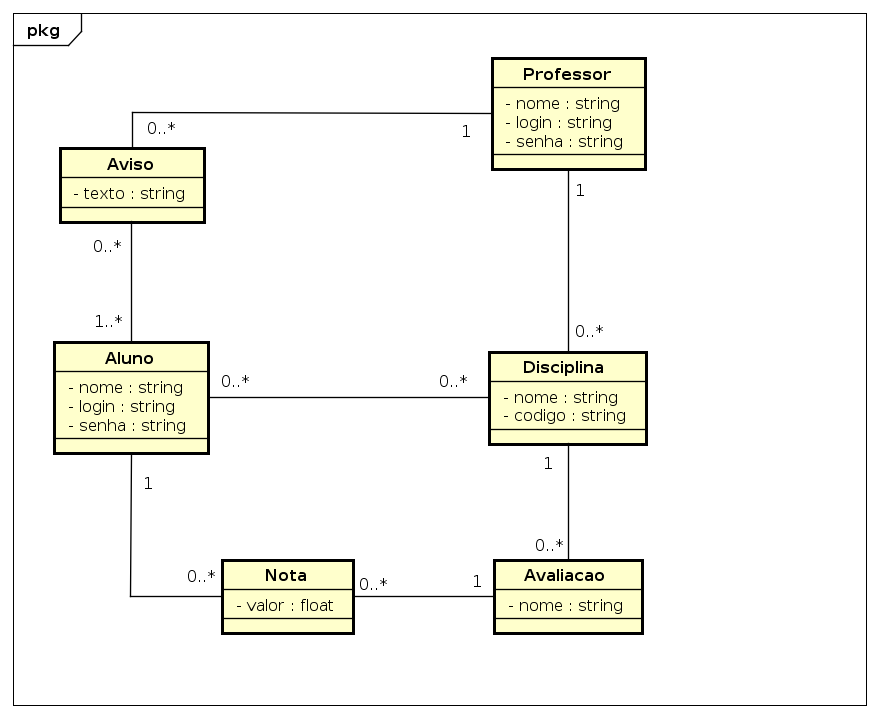 pkg
Professor
- nome : string
- login : string
- senha : string
0..*
1
Aviso
- texto : string
1
0..*
1..*
0..*
Aluno
- nome : string
- login : string
- senha : string
0..*
0..*
Disciplina
- nome : string
- codigo : string
1
1
0..*
0..*
Nota
- valor : float
0..*
1
Avaliacao
- nome : string